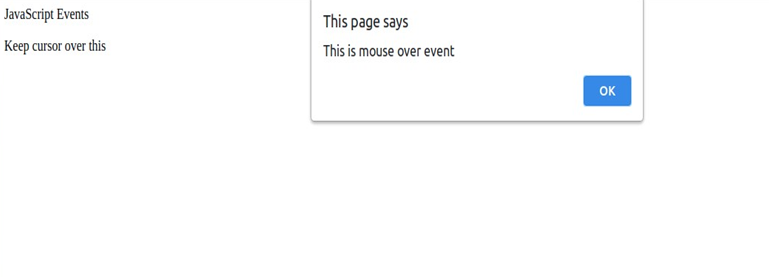 JavaScript Events
Keep cursor over this
This page says
This is mouse over event
OK